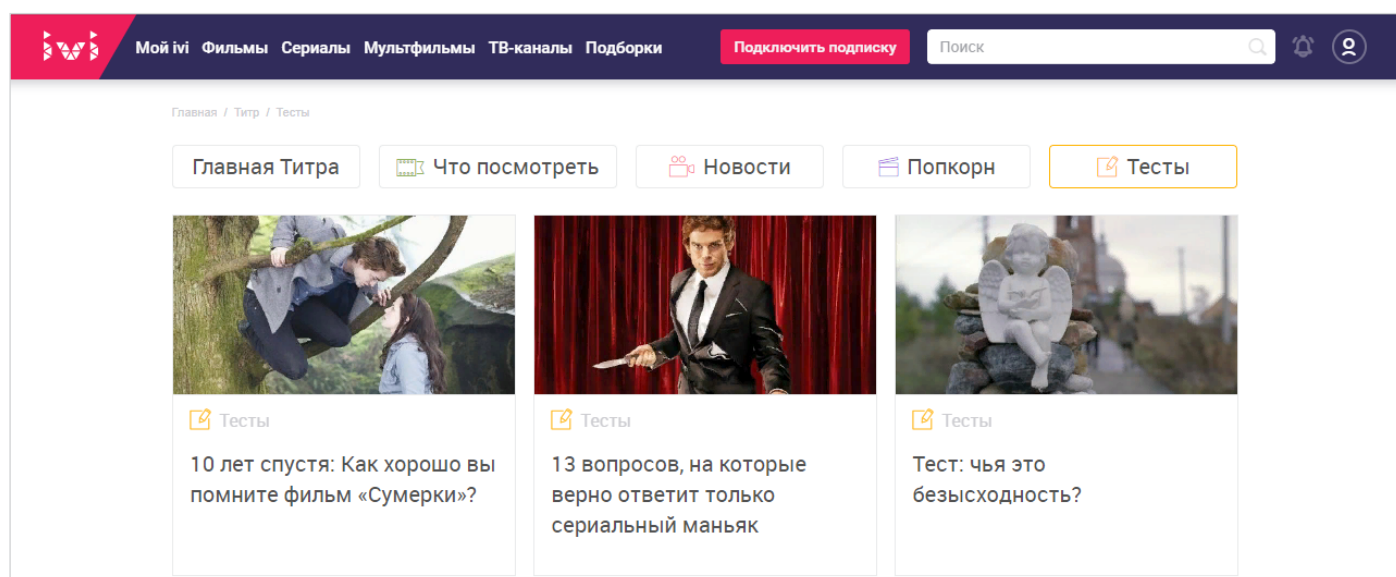 ivi
Мой ivi Фильмы Сериалы Мультфильмы ТВ-каналы Подборки Подключить подписку Поиск
Главная / Титр / Тесты
Главная Титра Что посмотреть Новости Попкорн Тесты
Тесты
10 лет спустя: Как хорошо вы
помните фильм «Сумерки»?
Тесты
13 вопросов, на которые
верно ответит только
сериальный маньяк
Тесты
Тест: чья это
безысходность?